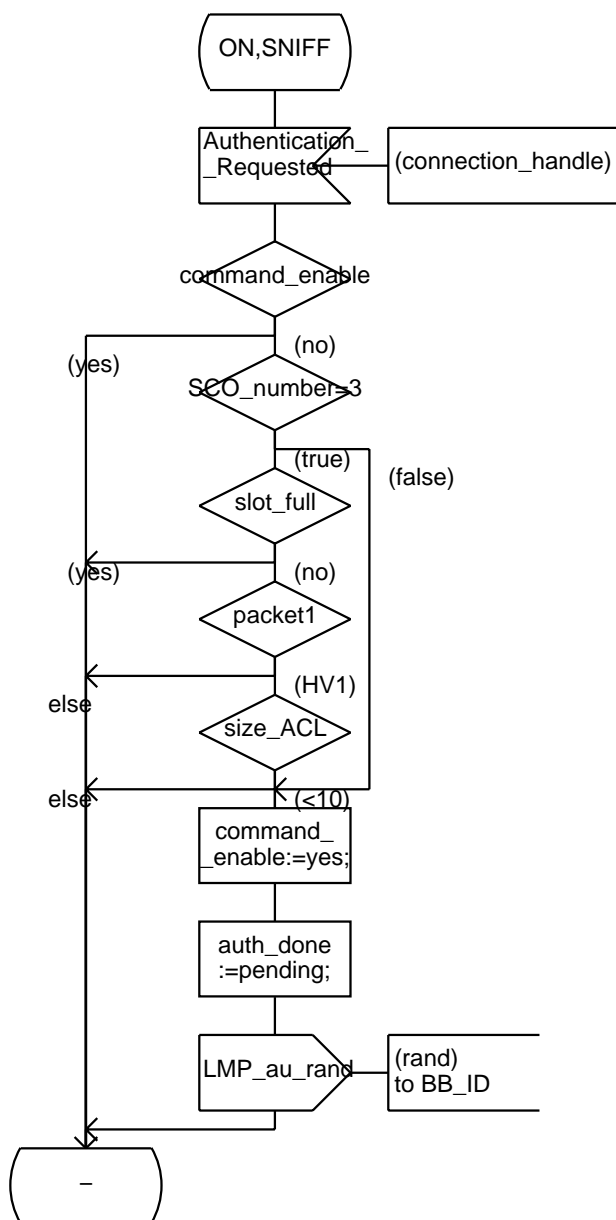 ON,SNIFF
Authentication_
_Requested
(connection_handle)
command_enable
(no)
(yes)
SCO_number=3
(true)
(false)
slot_full
(yes)
(no)
packet1
(HV1)
else
size_ACL
else
(<10)
command_
_enable:=yes;
auth_done
:=pending;
LMP_au_rand
(rand)
to BB_ID
–